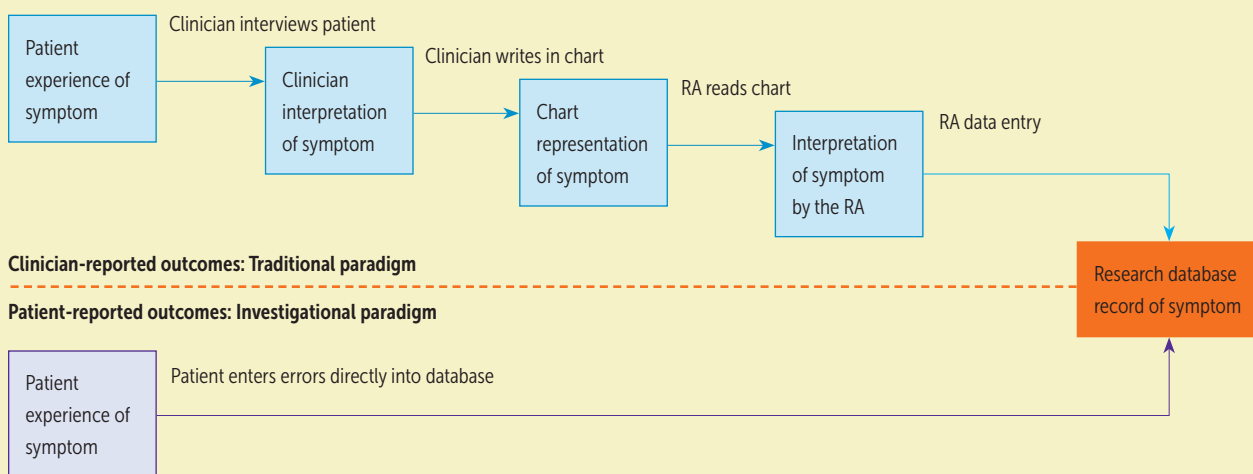 Clinician interviews patient
Patient
experience of
symptom
Clinician writes in chart
Clinician
interpretation
of symptom
RA reads chart
Chart
representation
of symptom
RA data entry
Interpretation
of symptom
by the RA
Clinician-reported outcomes: Traditional paradigm
Research database
record of symptom
Patient-reported outcomes: Investigational paradigm
Patient enters errors directly into database
Patient
experience of
symptom